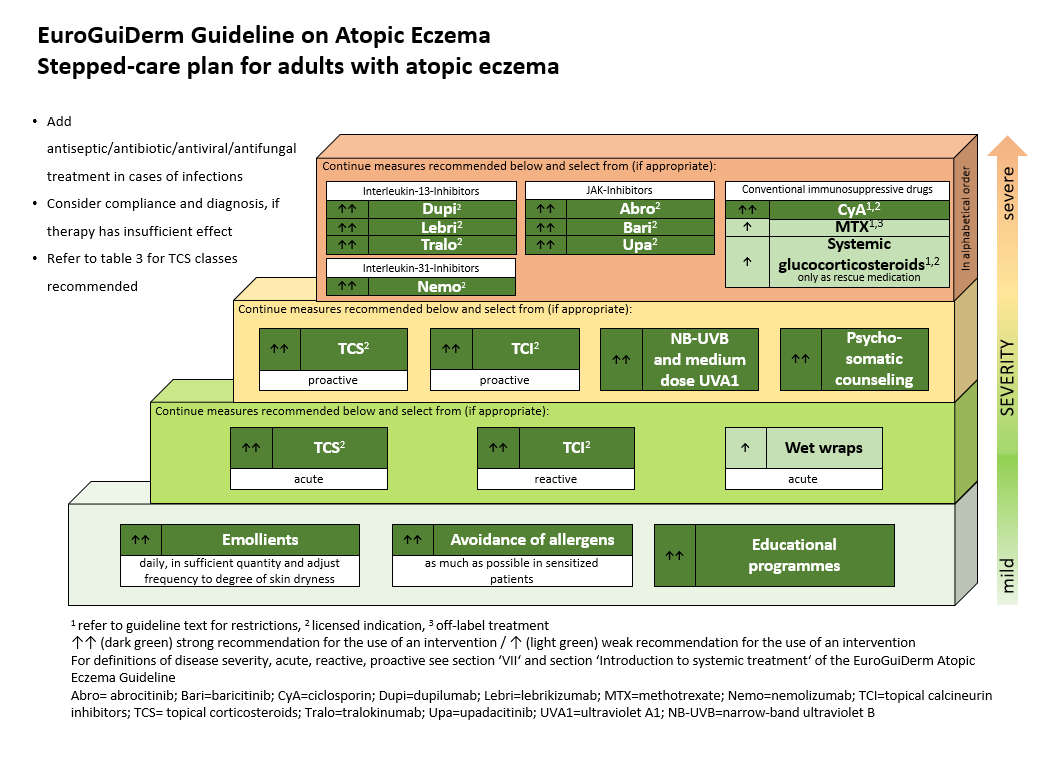 EuroGuiDerm Guideline on Atopic Eczema
Stepped-care plan for adults with atopic eczema
• Add
antiseptic/antibiotic/antiviral/antifungal
treatment in cases of infections
• Consider compliance and diagnosis, if
therapy has insufficient effect
• Refer to table 3 for TCS classes
recommended
Continue measures recommended below and select from (if appropriate):
Interleukin-13-Inhibitors
↑↑ Dupi²
↑↑ Lebri²
↑↑ Tralo²
Interleukin-31-Inhibitors
↑↑ Nemo²
JAK-Inhibitors
↑↑ Abro²
↑↑ Bari²
↑↑ Upa²
Conventional immunosuppressive drugs
↑↑ CyA¹,²
↑ MTX¹,³
↑ Systemic
glucocorticosteroids¹,²
only as rescue medication
In alphabetical order
Continue measures recommended below and select from (if appropriate):
↑↑ TCS²
proactive
↑↑ TCI²
proactive
↑↑ NB-UVB
and medium
dose UVA1
↑↑ Psycho-
somatic
counseling
Continue measures recommended below and select from (if appropriate):
↑↑ TCS²
acute
↑↑ TCI²
reactive
↑ Wet wraps
acute
↑↑ Emollients
daily, in sufficient quantity and adjust
frequency to degree of skin dryness
↑↑ Avoidance of allergens
as much as possible in sensitized
patients
↑↑ Educational
programmes
severe
SEVERITY
mild
¹ refer to guideline text for restrictions, ² licensed indication, ³ off-label treatment
↑↑ (dark green) strong recommendation for the use of an intervention / ↑ (light green) weak recommendation for the use of an intervention
For definitions of disease severity, acute, reactive, proactive see section ‘VII‘ and section ‘Introduction to systemic treatment‘ of the EuroGuiDerm Atopic
Eczema Guideline
Abro= abrocitinib; Bari=baricitinib; CyA=ciclosporin; Dupi=dupilumab; Lebri=lebrikizumab; MTX=methotrexate; Nemo=nemolizumab; TCI=topical calcineurin
inhibitors; TCS= topical corticosteroids; Tralo=tralokinumab; Upa=upadacitinib; UVA1=ultraviolet A1; NB-UVB=narrow-band ultraviolet B